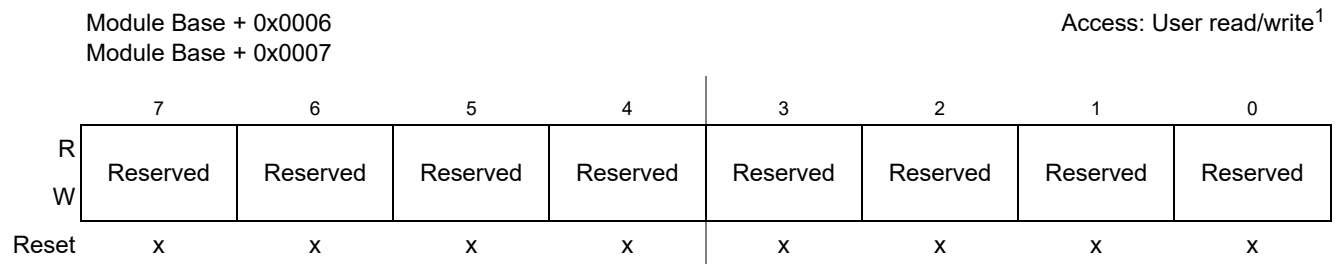 Module Base + 0x0006 Access: User read/write1
Module Base + 0x0007
7 6 5 4 3 2 1 0
R
Reserved Reserved Reserved Reserved Reserved Reserved Reserved Reserved
W
Reset x x x x x x x x